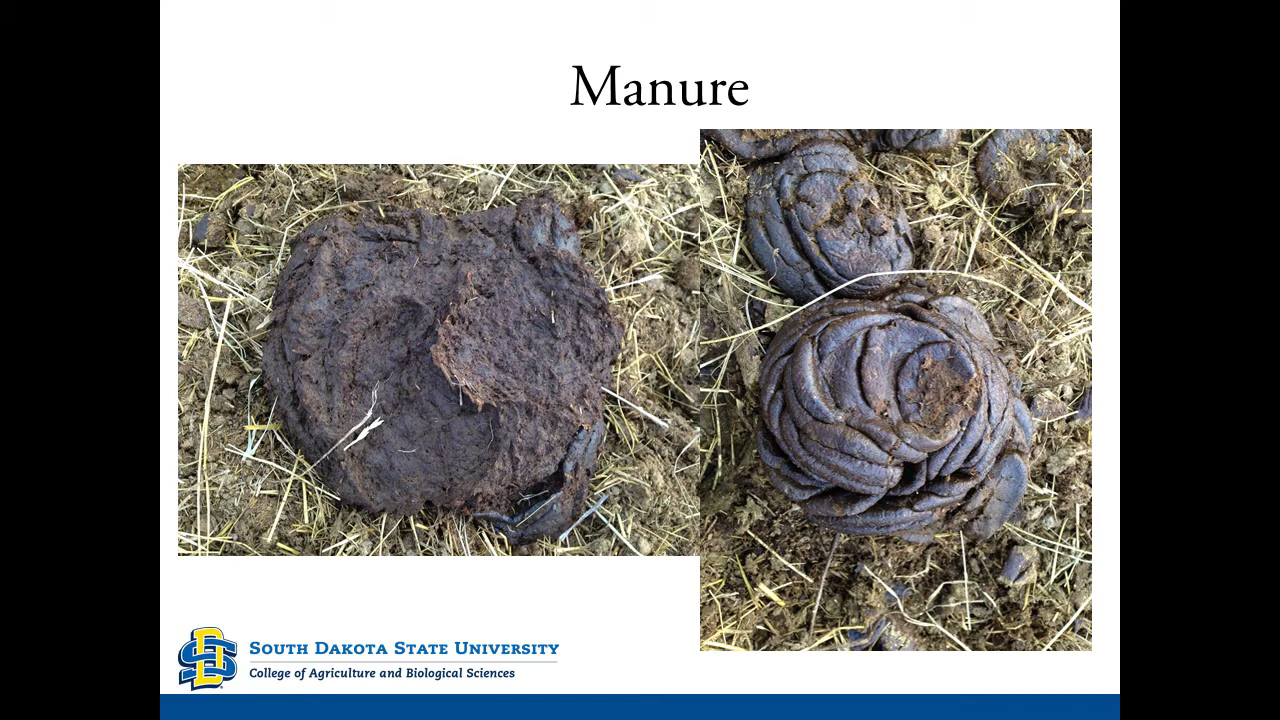 Manure
South Dakota State University
College of Agriculture and Biological Sciences